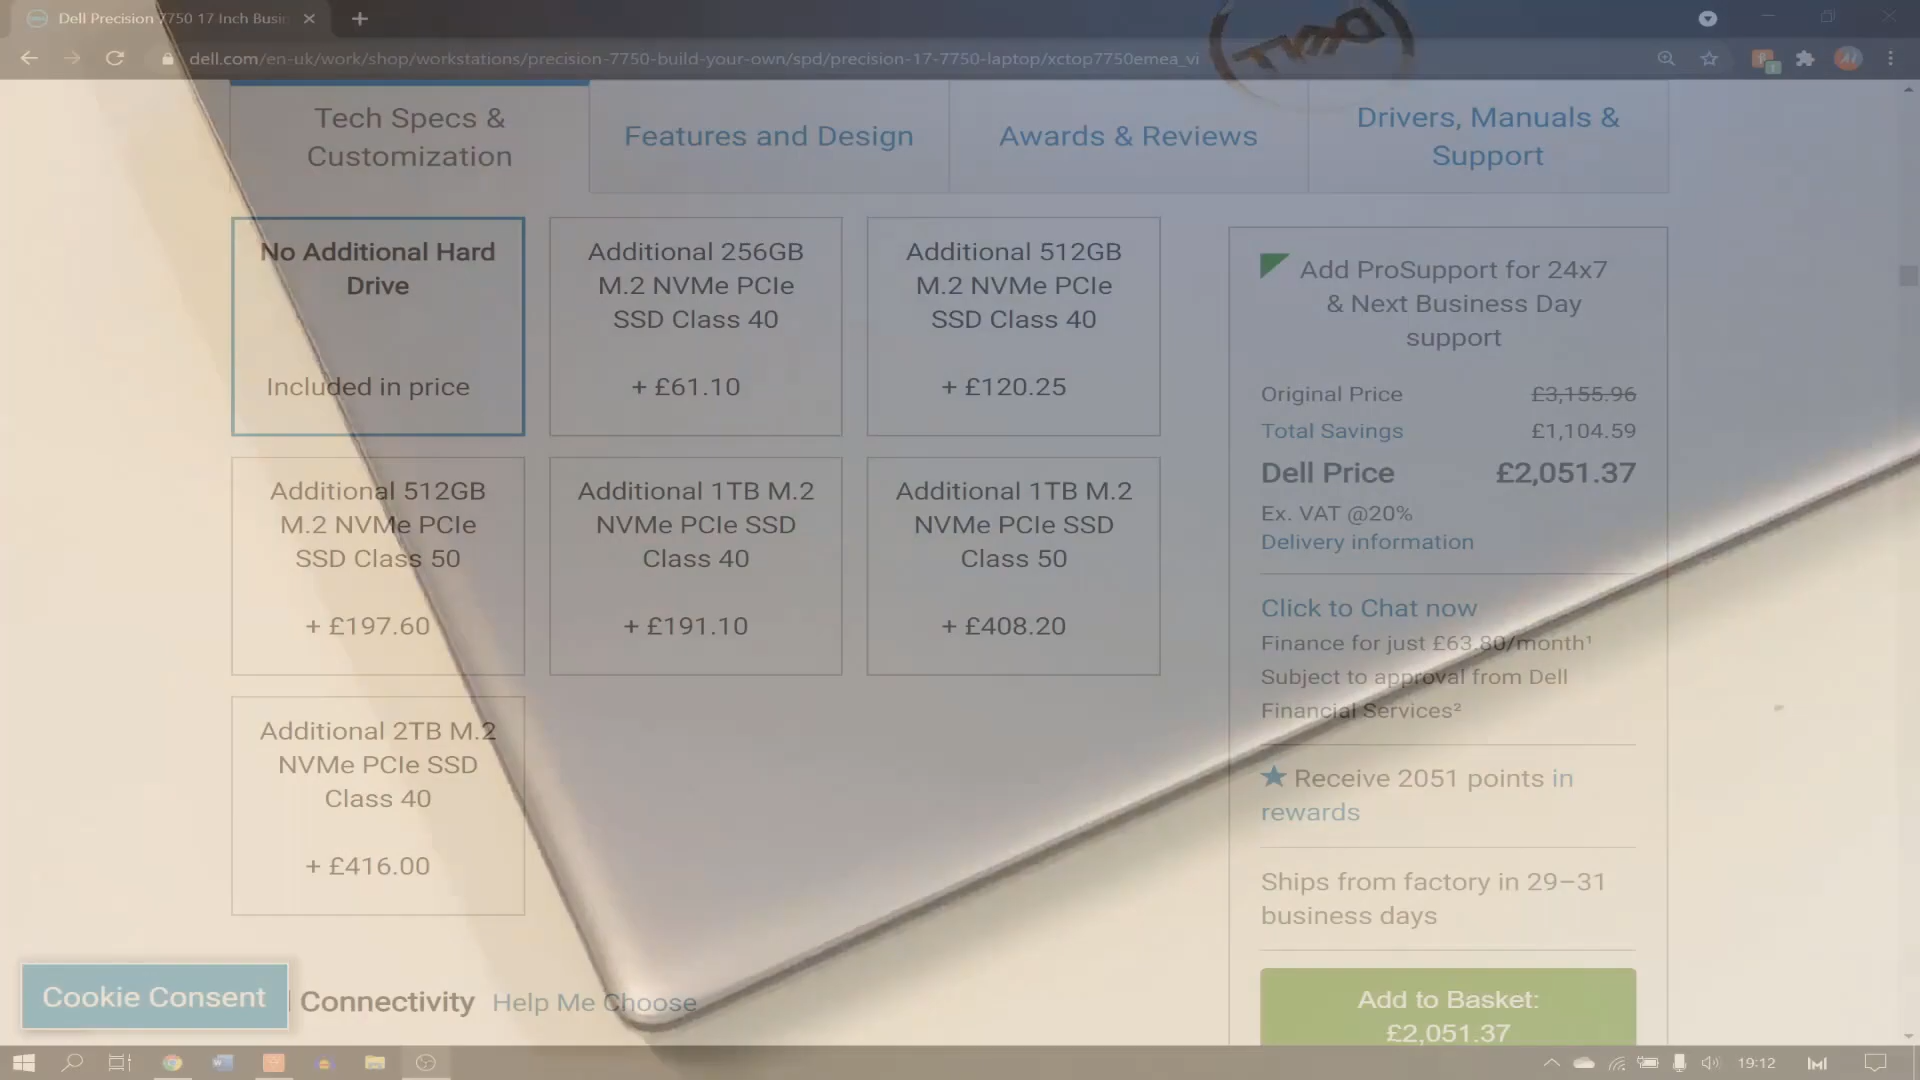 Dell Precision 7750 17 Inch Busi
dell.com/en-uk/work/shop/workstations/precision-7750-build-your-own/spd/precision-17-7750-laptop/xctop7750emea_vi
DELL
Tech Specs &
Customization
Features and Design
Awards & Reviews
Drivers, Manuals &
Support
No Additional Hard
Drive
Included in price
Additional 256GB
M.2 NVMe PCIe
SSD Class 40
+ £61.10
Additional 512GB
M.2 NVMe PCIe
SSD Class 40
+ £120.25
Additional 512GB
M.2 NVMe PCIe
SSD Class 50
+ £197.60
Additional 1TB M.2
NVMe PCIe SSD
Class 40
+ £191.10
Additional 1TB M.2
NVMe PCIe SSD
Class 50
+ £408.20
Additional 2TB M.2
NVMe PCIe SSD
Class 40
+ £416.00
Add ProSupport for 24x7
& Next Business Day
support
Original Price £3,155.96
Total Savings £1,104.59
Dell Price £2,051.37
Ex. VAT @20%
Delivery information
Click to Chat now
Finance for just £63.80/month¹
Subject to approval from Dell
Financial Services²
Receive 2051 points in
rewards
Ships from factory in 29–31
business days
Add to Basket:
£2,051.37
Cookie Consent
Connectivity Help Me Choose
19:12